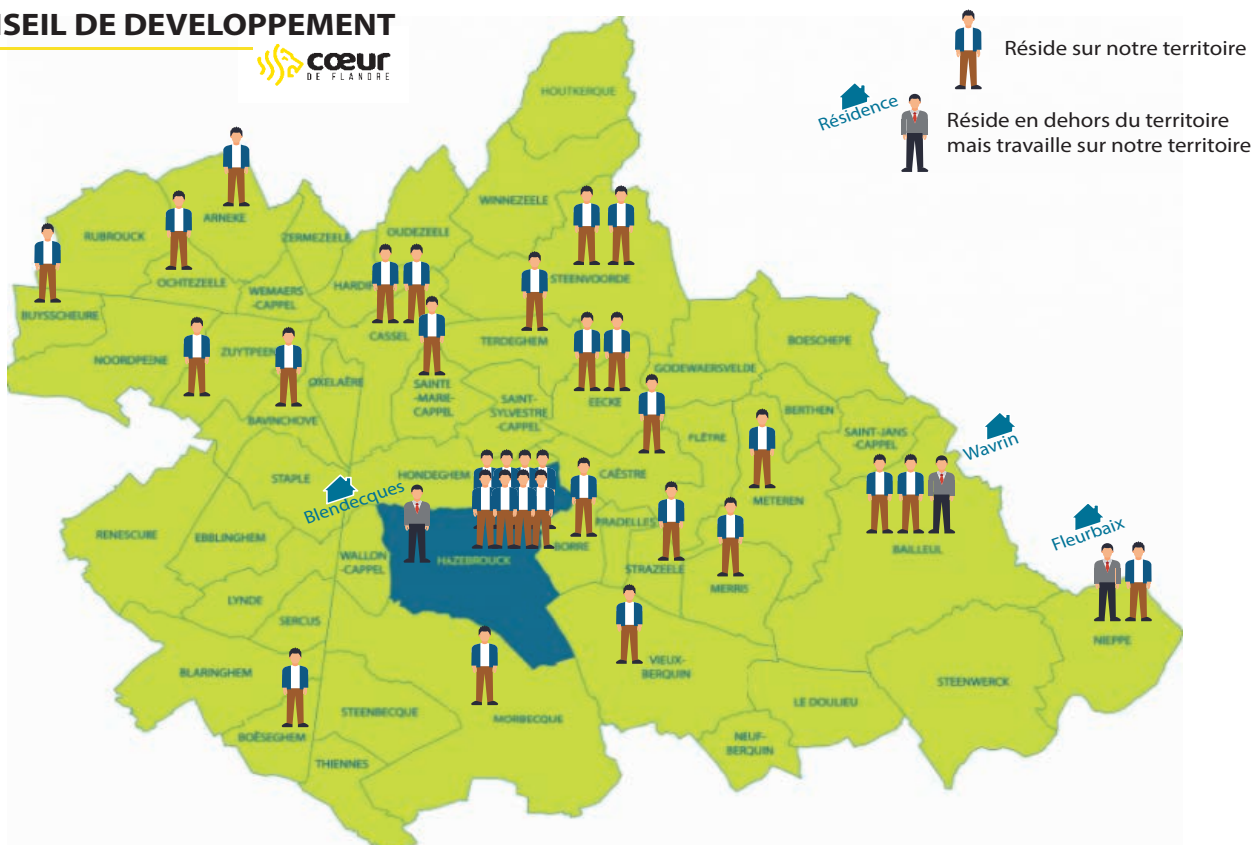 NSEIL DE DEVELOPPEMENT
cœur
DE FLANDRE
Réside sur notre territoire
Résidence
Réside en dehors du territoire
mais travaille sur notre territoire
HOUTKERQUE
WINNEZEELE
ARNEKE
RUBROUCK
ZERMEZEELE
OUDEZEELE
OCHTEZEELE
WEMAERS
-CAPPEL
HARDIF
STEENVOORDE
BUYSSCHEURE
CASSEL
TERDEGHEM
BOESCHEPE
NOORDPEENE
ZUYTPEEN
OXELAËRE
GODEWAERSVELDE
SAINTE
-MARIE-
CAPPEL
SAINT-
SYLVESTRE
-CAPPEL
EECKE
BERTHEN
BAVINCHOVE
FLÊTRE
SAINT-JANS
-CAPPEL
Wavrin
STAPLE
HONDEGHEM
CAËSTRE
METEREN
Blendecques
RENESCURE
EBBLINGHEM
WALLON
-CAPPEL
HAZEBROUCK
BORRE
PRADELLES
STRAZEELE
MERRIS
BAILLEUL
Fleurbaix
LYNDE
SERCUS
NIEPPE
BLARINGHEM
VIEUX-
BERQUIN
STEENWERCK
STEENBECQUE
MORBECQUE
LE DOULIEU
BOËSEGHEM
THIENNES
NEUF-
BERQUIN